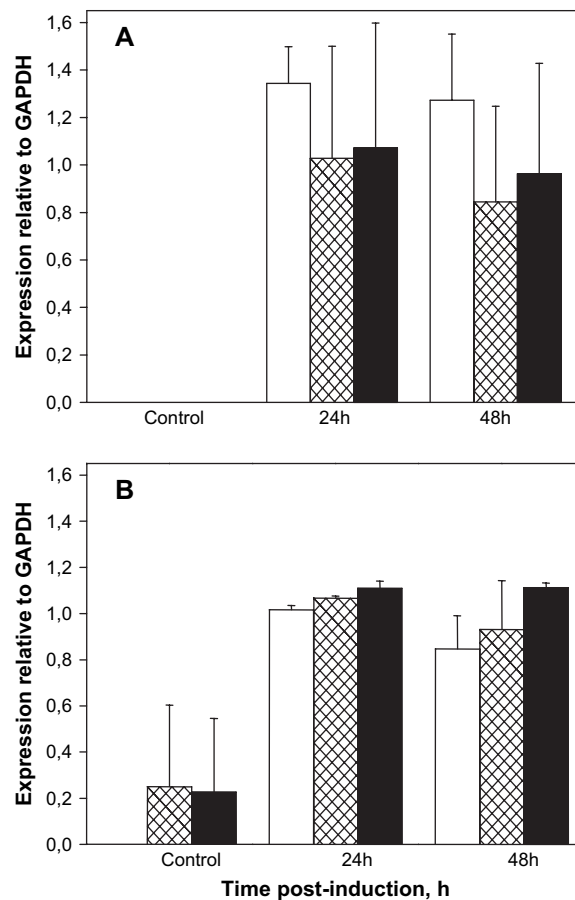 A
Expression relative to GAPDH
1,6
1,4
1,2
1,0
0,8
0,6
0,4
0,2
0,0
Control 24h 48h
B
Expression relative to GAPDH
1,6
1,4
1,2
1,0
0,8
0,6
0,4
0,2
0,0
Control 24h 48h
Time post-induction, h